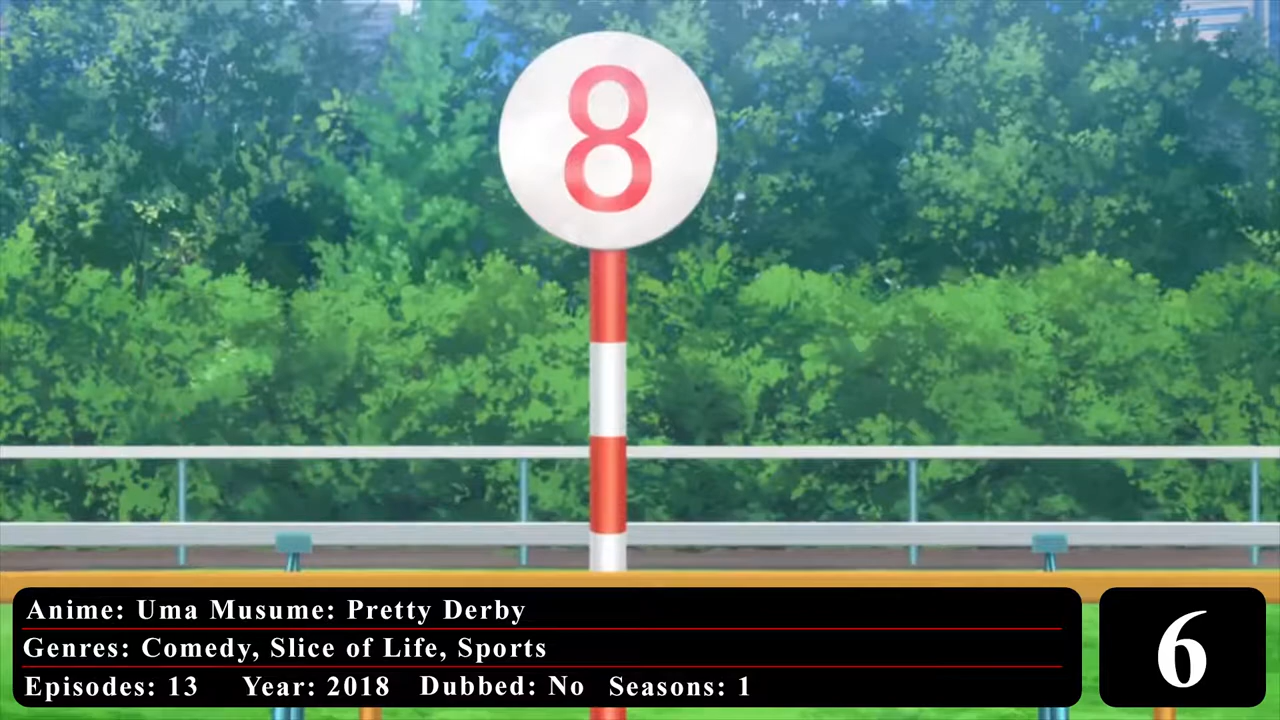 8
Anime: Uma Musume: Pretty Derby
Genres: Comedy, Slice of Life, Sports
Episodes: 13 Year: 2018 Dubbed: No Seasons: 1
6